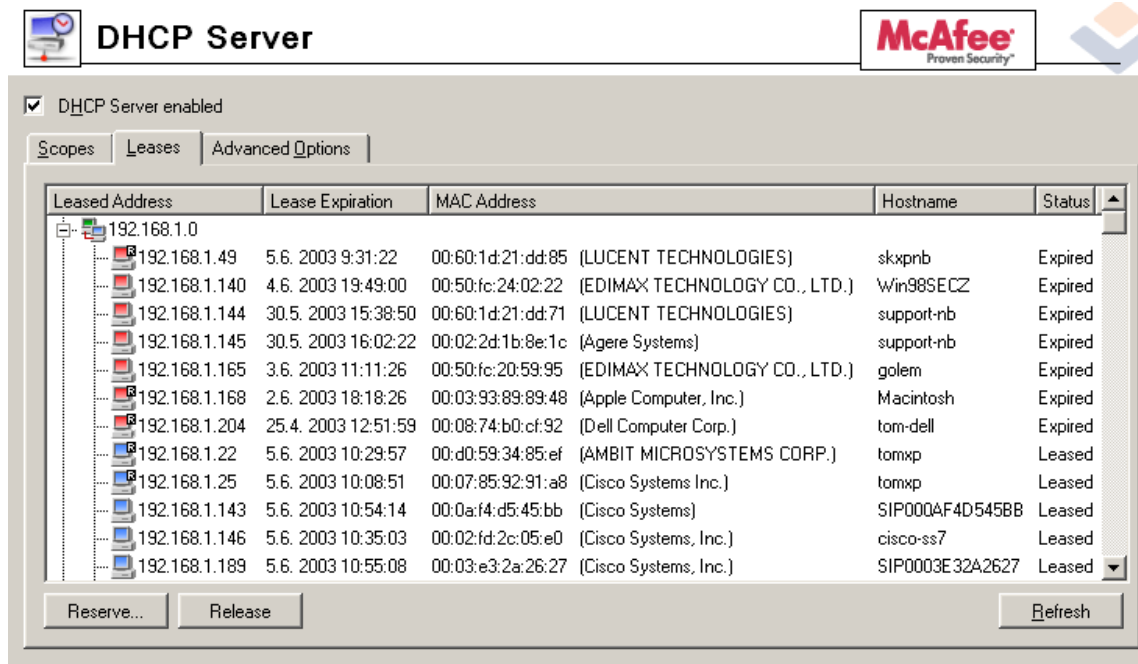 DHCP Server
McAfee
Proven Security™
DHCP Server enabled
Scopes Leases Advanced Options
Leased Address Lease Expiration MAC Address Hostname Status
192.168.1.0
R 192.168.1.49 5.6. 2003 9:31:22 00:60:1d:21:dd:85 (LUCENT TECHNOLOGIES) skxpnb Expired
192.168.1.140 4.6. 2003 19:49:00 00:50:fc:24:02:22 (EDIMAX TECHNOLOGY CO., LTD.) Win98SECZ Expired
192.168.1.144 30.5. 2003 15:38:50 00:60:1d:21:dd:71 (LUCENT TECHNOLOGIES) support-nb Expired
192.168.1.145 30.5. 2003 16:02:22 00:02:2d:1b:8e:1c (Agere Systems) support-nb Expired
192.168.1.165 3.6. 2003 11:11:26 00:50:fc:20:59:95 (EDIMAX TECHNOLOGY CO., LTD.) golem Expired
R 192.168.1.168 2.6. 2003 18:18:26 00:03:93:89:89:48 (Apple Computer, Inc.) Macintosh Expired
R 192.168.1.204 25.4. 2003 12:51:59 00:08:74:b0:cf:92 (Dell Computer Corp.) tom-dell Expired
R 192.168.1.22 5.6. 2003 10:29:57 00:d0:59:34:85:ef (AMBIT MICROSYSTEMS CORP.) tomxp Leased
R 192.168.1.25 5.6. 2003 10:08:51 00:07:85:92:91:a8 (Cisco Systems Inc.) tomxp Leased
192.168.1.143 5.6. 2003 10:54:14 00:0a:f4:d5:45:bb (Cisco Systems) SIP000AF4D545BB Leased
192.168.1.146 5.6. 2003 10:35:03 00:02:fd:2c:05:e0 (Cisco Systems, Inc.) cisco-ss7 Leased
192.168.1.189 5.6. 2003 10:55:08 00:03:e3:2a:26:27 (Cisco Systems, Inc.) SIP0003E32A2627 Leased
Reserve... Release Refresh